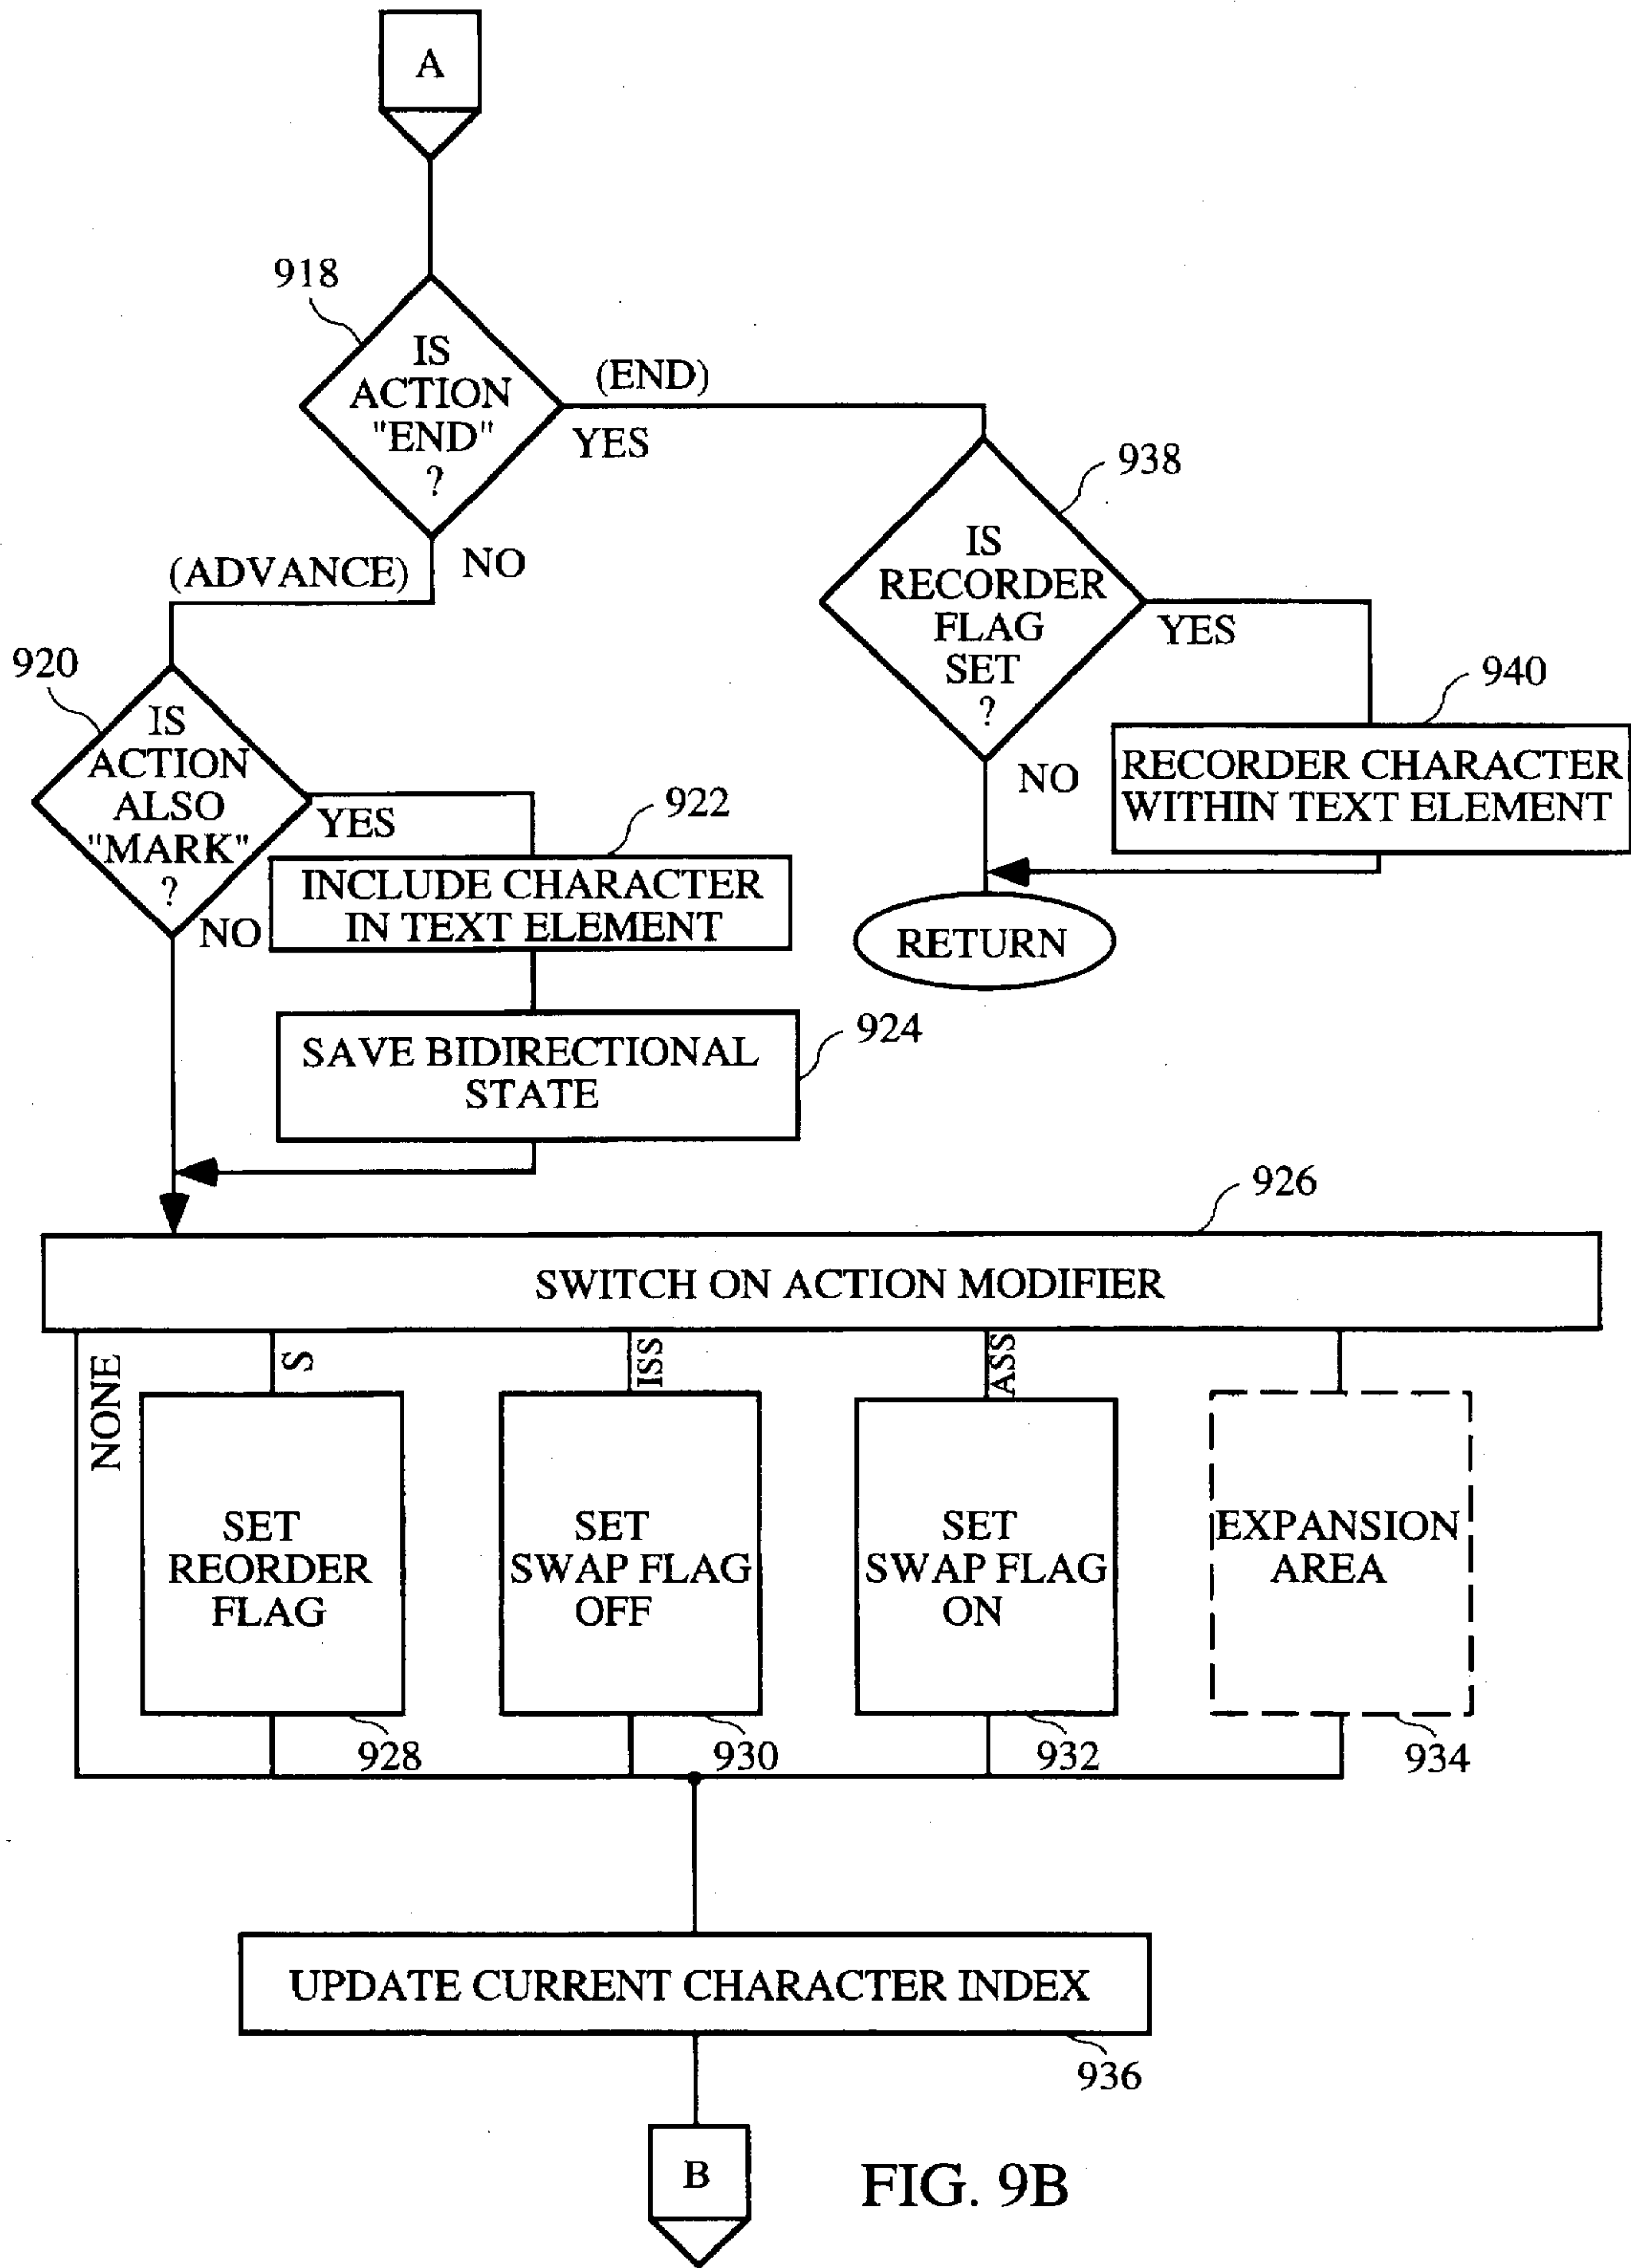 A
918
IS
ACTION
"END"
?
(END)
YES
938
IS
RECORDER
FLAG
SET
?
(ADVANCE)
NO
YES
920
IS
ACTION
ALSO
"MARK"
?
940
RECORDER CHARACTER
WITHIN TEXT ELEMENT
NO
YES
922
INCLUDE CHARACTER
IN TEXT ELEMENT
NO
RETURN
924
SAVE BIDIRECTIONAL
STATE
926
SWITCH ON ACTION MODIFIER
NONE
S
ISS
ASS
SET
REORDER
FLAG
SET
SWAP FLAG
OFF
SET
SWAP FLAG
ON
EXPANSION
AREA
928
930
932
934
UPDATE CURRENT CHARACTER INDEX
936
B
FIG. 9B